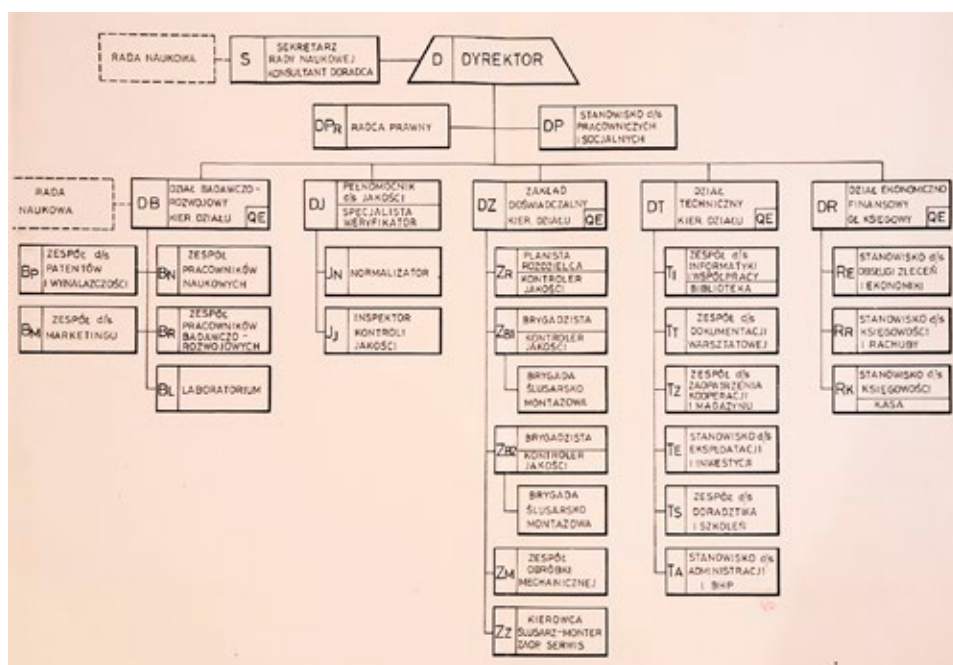 RADA NAUKOWA
S
SEKRETARZ
RADY NAUKOWEJ
KONSULTANT DORADCA
D DYREKTOR
DPR RADCA PRAWNY
DP
STANOWISKO d/s
PRACOWNICZYCH
I SOCJALNYCH
RADA
NAUKOWA
DB
DZIAŁ BADAWCZO-
ROZWOJOWY
KIER. DZIAŁU QE
DJ
PEŁNOMOCNIK
d/s JAKOŚCI
SPECJALISTA
WERYFIKATOR
DZ
ZAKŁAD
DOŚWIADCZALNY
KIER. DZIAŁU QE
DT
DZIAŁ
TECHNICZNY
KIER. DZIAŁU QE
DR
DZIAŁ EKONOMICZNO
FINANSOWY
GŁ. KSIĘGOWY QE
BP
ZESPÓŁ d/s
PATENTÓW
I WYNALAZCZOŚCI
BM
ZESPÓŁ d/s
MARKETINGU
BN
ZESPÓŁ
PRACOWNIKÓW
NAUKOWYCH
BR
ZESPÓŁ
PRACOWNIKÓW
BADAWCZO
ROZWOJOWYCH
BL LABORATORIUM
JN NORMALIZATOR
JJ
INSPEKTOR
KONTROLI
JAKOŚCI
ZR
PLANISTA
ROZDZIELCA
KONTROLER
JAKOŚCI
ZB1
BRYGADZISTA
KONTROLER
JAKOŚCI
BRYGADA
ŚLUSARSKO
MONTAŻOWA
ZB2
BRYGADZISTA
KONTROLER
JAKOŚCI
BRYGADA
ŚLUSARSKO
MONTAŻOWA
ZM
ZESPÓŁ
OBRÓBKI
MECHANICZNEJ
ZZ
KIEROWCA
ŚLUSARZ-MONTER
ZAOP. SERWIS
TI
ZESPÓŁ d/s
INFORMATYKI
I WSPÓŁPRACY
BIBLIOTEKA
TT
ZESPÓŁ d/s
DOKUMENTACJI
WARSZTATOWEJ
TZ
ZESPÓŁ d/s
ZAOPATRZENIA
KOOPERACJI
I MAGAZYNU
TE
STANOWISKO d/s
EKSPLOATACJI
I INWESTYCJI
TS
ZESPÓŁ d/s
DORADZTWA
I SZKOLEŃ
TA
STANOWISKO d/s
ADMINISTRACJI
I BHP
RE
STANOWISKO d/s
OBSŁUGI ZLECEŃ
I EKONOMIKI
RR
STANOWISKO d/s
KSIĘGOWOŚCI
I RACHUBY
RK
STANOWISKO d/s
KSIĘGOWOŚCI
KASA